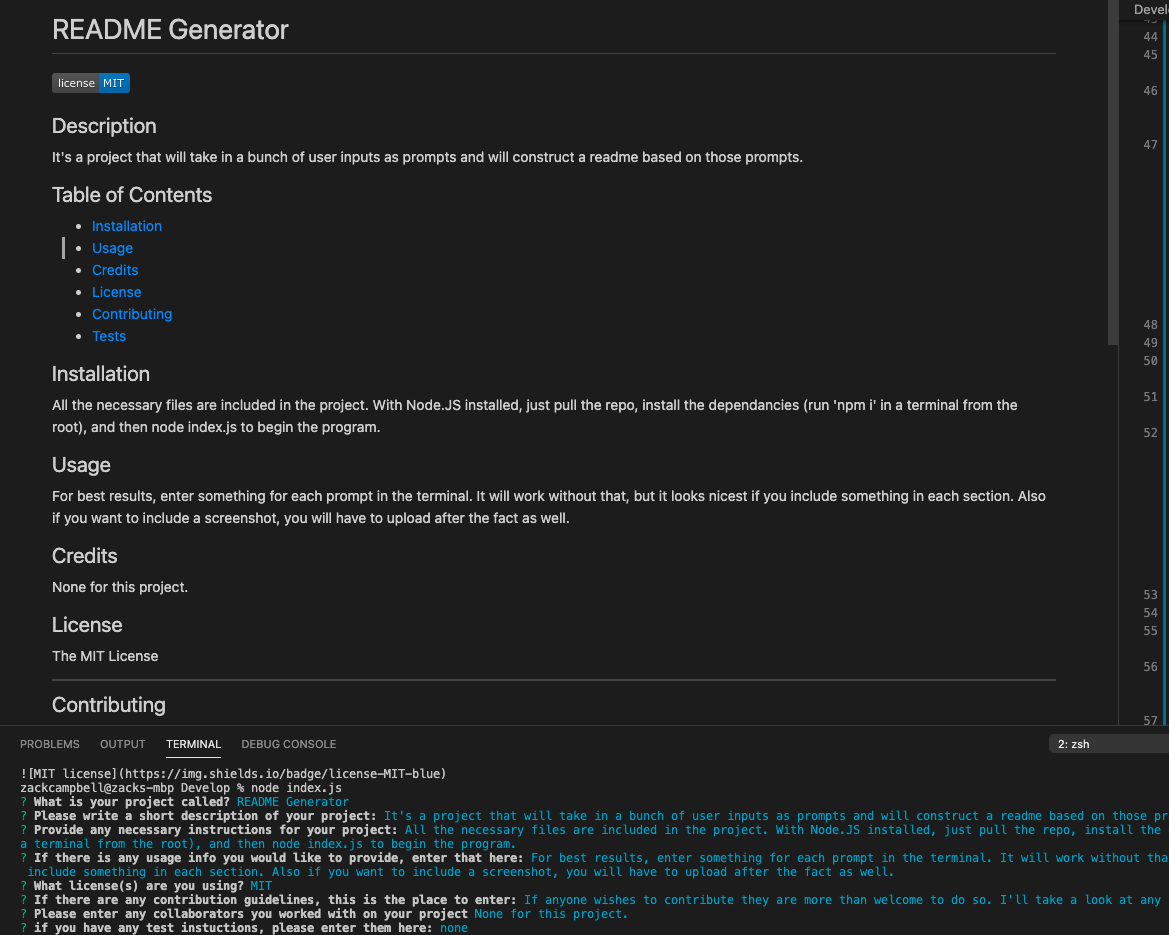 README Generator
license MIT
Description
It's a project that will take in a bunch of user inputs as prompts and will construct a readme based on those prompts.
Table of Contents
Installation
Usage
Credits
License
Contributing
Tests
Installation
All the necessary files are included in the project. With Node.JS installed, just pull the repo, install the dependancies (run 'npm i' in a terminal from the
root), and then node index.js to begin the program.
Usage
For best results, enter something for each prompt in the terminal. It will work without that, but it looks nicest if you include something in each section. Also
if you want to include a screenshot, you will have to upload after the fact as well.
Credits
None for this project.
License
The MIT License
Contributing
Devel
44
45
46
47
48
49
50
51
52
53
54
55
56
57
PROBLEMS OUTPUT TERMINAL DEBUG CONSOLE 2: zsh
![MIT license](https://img.shields.io/badge/license-MIT-blue)
zackcampbell@zacks-mbp Develop % node index.js
? What is your project called? README Generator
? Please write a short description of your project: It's a project that will take in a bunch of user inputs as prompts and will construct a readme based on those pr
? Provide any necessary instructions for your project: All the necessary files are included in the project. With Node.JS installed, just pull the repo, install the
a terminal from the root), and then node index.js to begin the program.
? If there is any usage info you would like to provide, enter that here: For best results, enter something for each prompt in the terminal. It will work without tha
include something in each section. Also if you want to include a screenshot, you will have to upload after the fact as well.
? What license(s) are you using? MIT
? If there are any contribution guidelines, this is the place to enter: If anyone wishes to contribute they are more than welcome to do so. I'll take a look at any
? Please enter any collaborators you worked with on your project None for this project.
? if you have any test instuctions, please enter them here: none